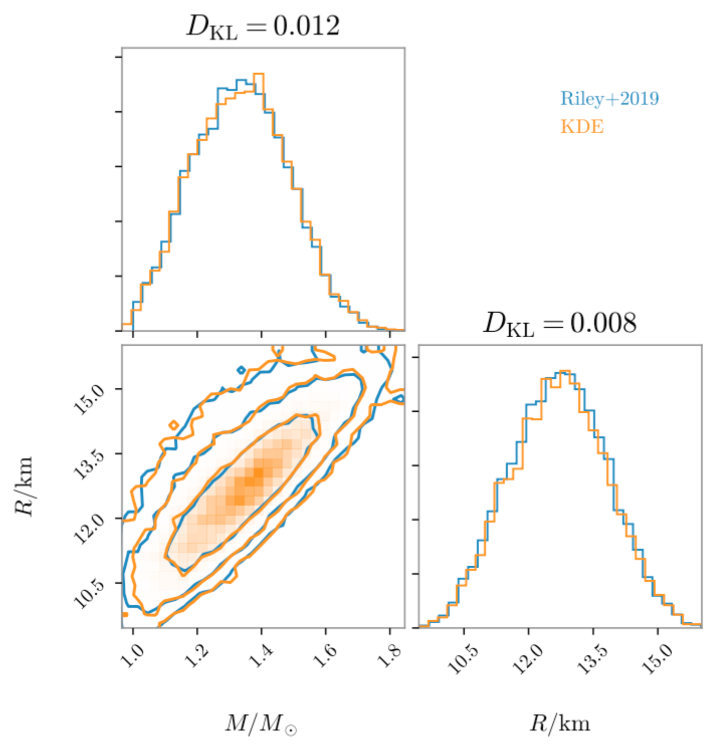 D_KL = 0.012
Riley+2019
KDE
D_KL = 0.008
R/km
15.0
13.5
12.0
10.5
1.0 1.2 1.4 1.6 1.8
10.5 12.0 13.5 15.0
M/M_⊙
R/km